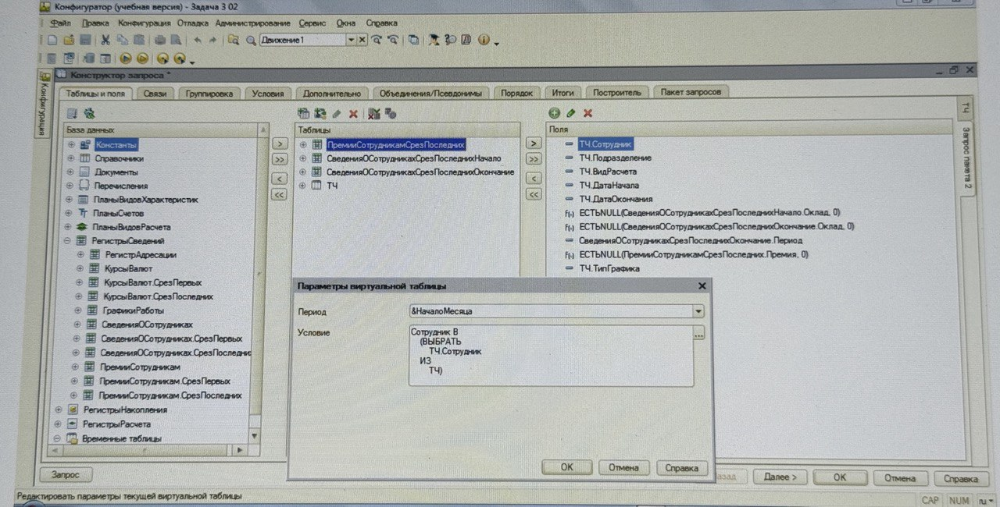 Конфигуратор (учебная версия) - Задача 3 02
Файл Правка Конфигурация Отладка Администрирование Сервис Окна Справка
Движение1
Конструктор запроса *
Конфигурация
Таблицы и поля Связи Группировка Условия Дополнительно Объединения/Псевдонимы Порядок Итоги Построитель Пакет запросов
ТЧ
Запрос пакета 2
База данных
Константы
Справочники
Документы
Перечисления
ПланыВидовХарактеристик
ПланыСчетов
ПланыВидовРасчета
РегистрыСведений
РегистрАдресации
КурсыВалют
КурсыВалют.СрезПервых
КурсыВалют.СрезПоследних
ГрафикиРаботы
СведенияОСотрудниках
СведенияОСотрудниках.СрезПервых
СведенияОСотрудниках.СрезПоследни
ПремииСотрудникам
ПремииСотрудникам.СрезПервых
ПремииСотрудникам.СрезПоследних
РегистрыНакопления
РегистрыРасчета
Временные таблицы
> >> < <<
Таблицы
ПремииСотрудникамСрезПоследних
СведенияОСотрудникахСрезПоследнихНачало
СведенияОСотрудникахСрезПоследнихОкончание
ТЧ
> >> < <<
Поля
ТЧ.Сотрудник
ТЧ.Подразделение
ТЧ.ВидРасчета
ТЧ.ДатаНачала
ТЧ.ДатаОкончания
ЕСТЬNULL(СведенияОСотрудникахСрезПоследнихНачало.Оклад, 0)
ЕСТЬNULL(СведенияОСотрудникахСрезПоследнихОкончание.Оклад, 0)
СведенияОСотрудникахСрезПоследнихОкончание.Период
ЕСТЬNULL(ПремииСотрудникамСрезПоследних.Премия, 0)
ТЧ.ТипГрафика
Параметры виртуальной таблицы
Период &НачалоМесяца
Условие Сотрудник В
(ВЫБРАТЬ
ТЧ.Сотрудник
ИЗ
ТЧ)
...
ОК Отмена Справка
Запрос
Далее > ОК Отмена Справка
Редактировать параметры текущей виртуальной таблицы
CAP NUM ru